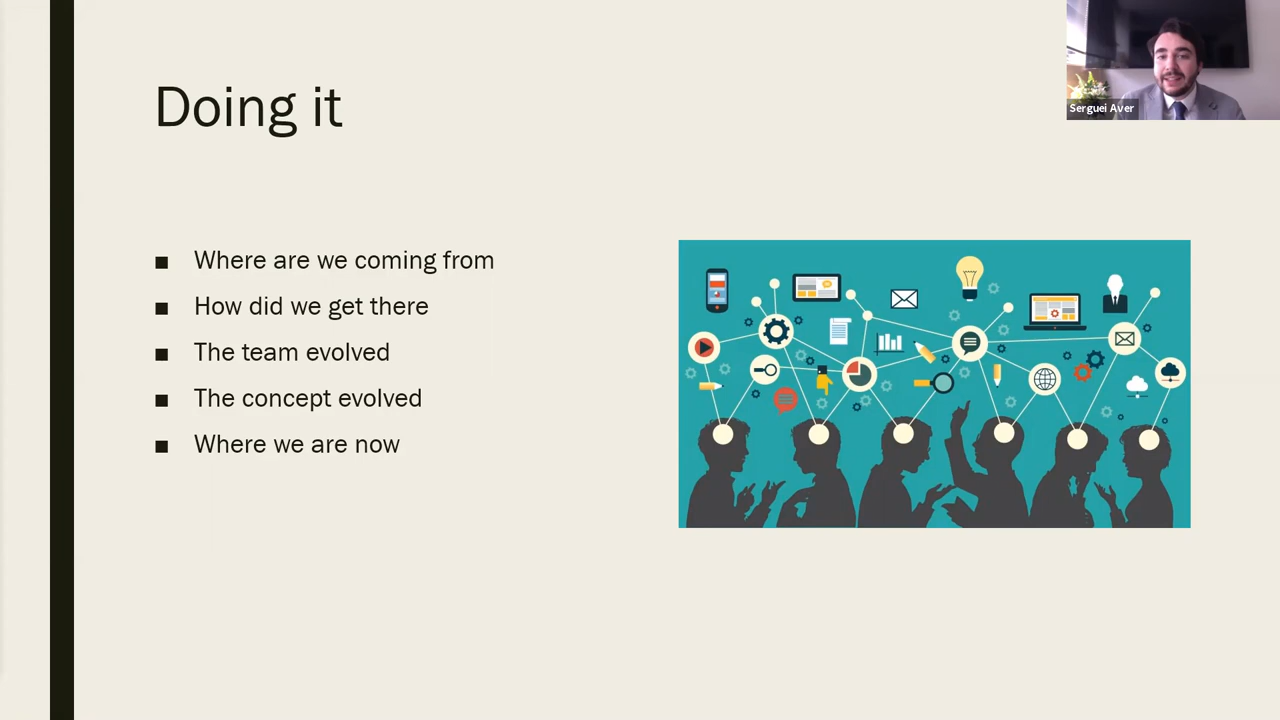 Serguei Aver
Doing it
■ Where are we coming from
■ How did we get there
■ The team evolved
■ The concept evolved
■ Where we are now